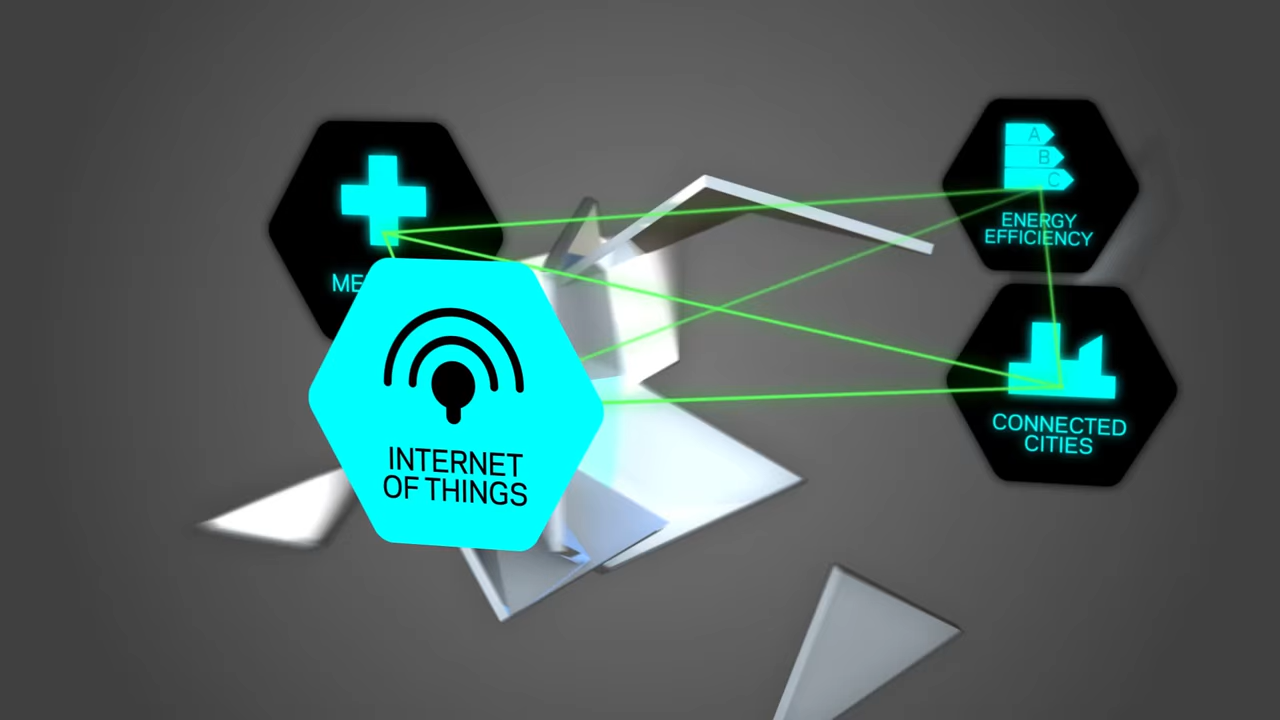 A
B
C
ENERGY
EFFICIENCY
CONNECTED
CITIES
INTERNET
OF THINGS